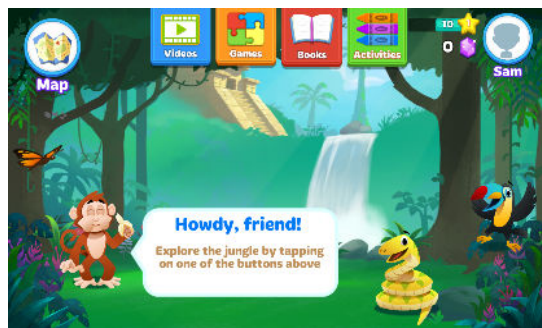 Videos
Games
Books
Activities
10
0
Map
Sam
Howdy, friend!
Explore the jungle by tapping
on one of the buttons above